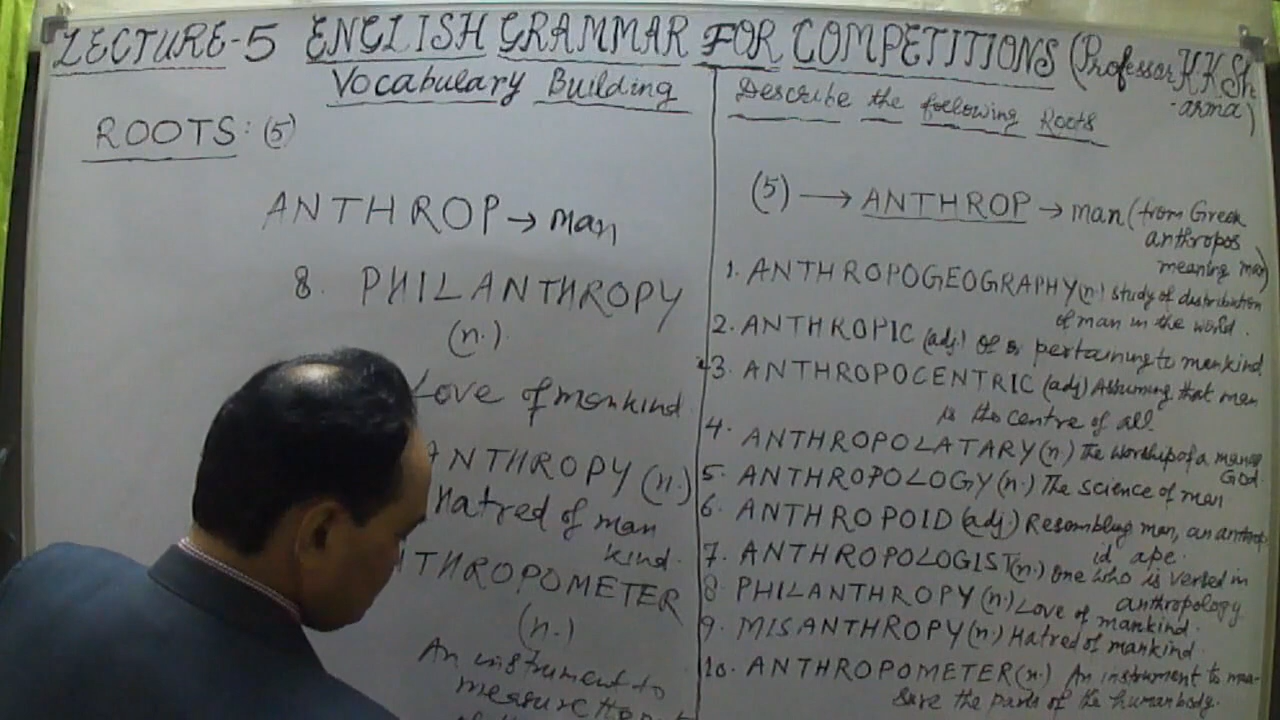 LECTURE-5 ENGLISH GRAMMAR FOR COMPETITIONS (Professor K.K.Sh
-arma)
Vocabulary Building
ROOTS: (5)
ANTHROP → man
8. PHILANTHROPY
(n.)
Love of mankind
ANTHROPY (n.)
Hatred of man
kind.
THROPOMETER
(n.)
An instrument to
measure the
Describe the following Roots
(5) → ANTHROP → man (from Greek
anthropos
meaning man)
1. ANTHROPOGEOGRAPHY (n.) study of distribution
of man in the world.
2. ANTHROPIC (adj.) of or pertaining to mankind
3. ANTHROPOCENTRIC (adj) Assuming that man
is the centre of all.
4. ANTHROPOLATARY (n.) The worship of a man as
God.
5. ANTHROPOLOGY (n.) The science of man
6. ANTHROPOID (adj.) Resembling man, an anthropo
id ape.
7. ANTHROPOLOGIST (n.) one who is versed in
anthropology
8. PHILANTHROPY (n.) Love of mankind.
9. MISANTHROPY (n) Hatred of mankind.
10. ANTHROPOMETER (n.) An instrument to mea-
sure the parts of the human body.